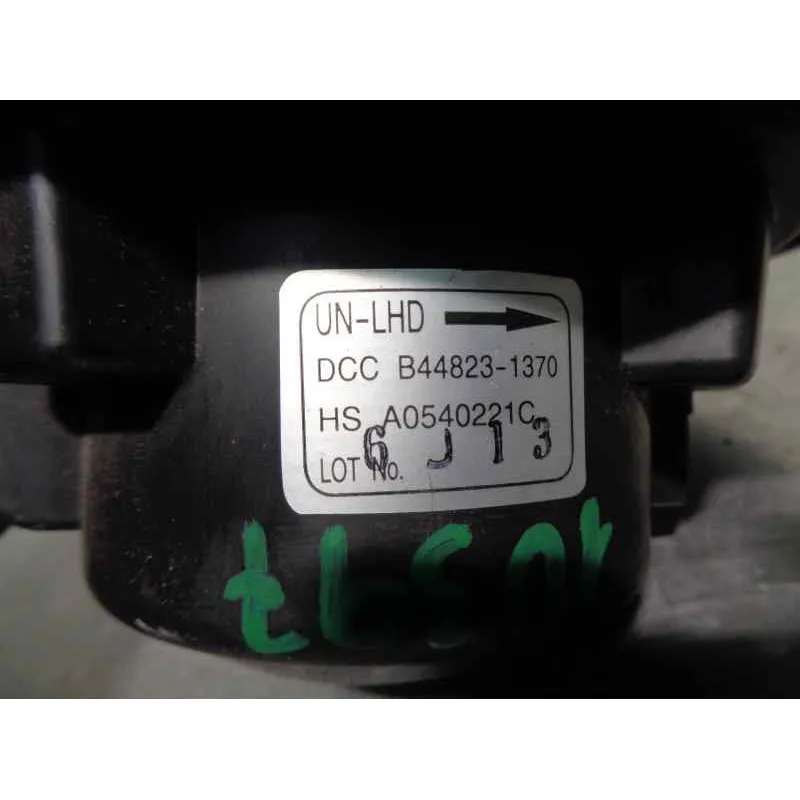 UN-LHD
DCC B44823-1370
HS A0540221C
LOT No. 6 J 1 3